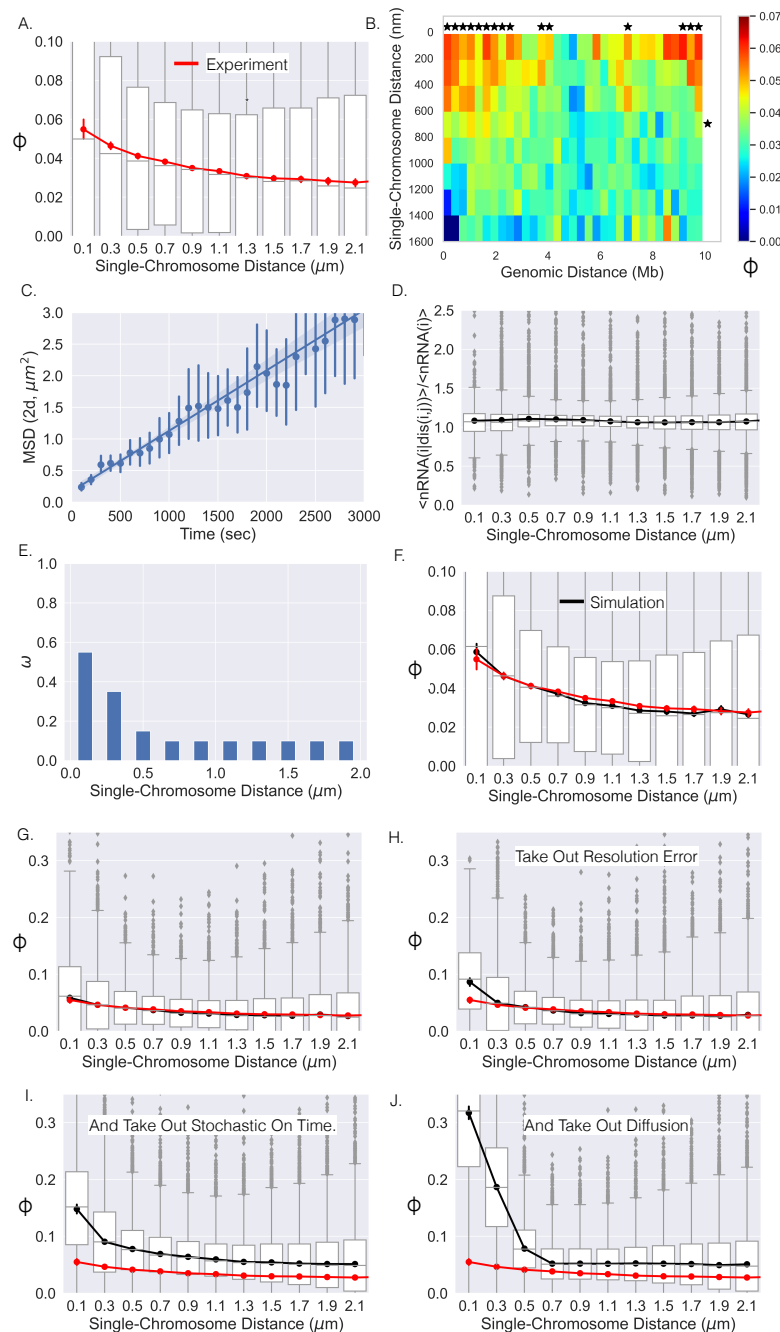 A.
0.10
0.08
0.06
0.04
0.02
0.00
ϕ
Experiment
0.1 0.3 0.5 0.7 0.9 1.1 1.3 1.5 1.7 1.9 2.1
Single-Chromosome Distance (μm)
B.
Single-Chromosome Distance (nm)
0
200
400
600
800
1000
1200
1400
1600
0 2 4 6 8 10
Genomic Distance (Mb)
★★★★★★★★★ ★★ ★ ★★★
★
0.07
0.06
0.05
0.04
0.03
0.02
0.01
0.00
ϕ
C.
MSD (2d, μm²)
3.0
2.5
2.0
1.5
1.0
0.5
0.0
0 500 1000 1500 2000 2500 3000
Time (sec)
D.
<nRNA(i|dis(i,j))>/<nRNA(i)>
2.5
2.0
1.5
1.0
0.5
0.0
0.1 0.3 0.5 0.7 0.9 1.1 1.3 1.5 1.7 1.9 2.1
Single-Chromosome Distance (μm)
E.
ω
1.0
0.8
0.6
0.4
0.2
0.0
0.0 0.5 1.0 1.5 2.0
Single-Chromosome Distance (μm)
F.
ϕ
0.10
0.08
0.06
0.04
0.02
0.00
Simulation
0.1 0.3 0.5 0.7 0.9 1.1 1.3 1.5 1.7 1.9 2.1
Single-Chromosome Distance (μm)
G.
ϕ
0.3
0.2
0.1
0.0
0.1 0.3 0.5 0.7 0.9 1.1 1.3 1.5 1.7 1.9 2.1
Single-Chromosome Distance (μm)
H.
ϕ
0.3
0.2
0.1
0.0
Take Out Resolution Error
0.1 0.3 0.5 0.7 0.9 1.1 1.3 1.5 1.7 1.9 2.1
Single-Chromosome Distance (μm)
I.
ϕ
0.3
0.2
0.1
0.0
And Take Out Stochastic On Time.
0.1 0.3 0.5 0.7 0.9 1.1 1.3 1.5 1.7 1.9 2.1
Single-Chromosome Distance (μm)
J.
ϕ
0.3
0.2
0.1
0.0
And Take Out Diffusion
0.1 0.3 0.5 0.7 0.9 1.1 1.3 1.5 1.7 1.9 2.1
Single-Chromosome Distance (μm)